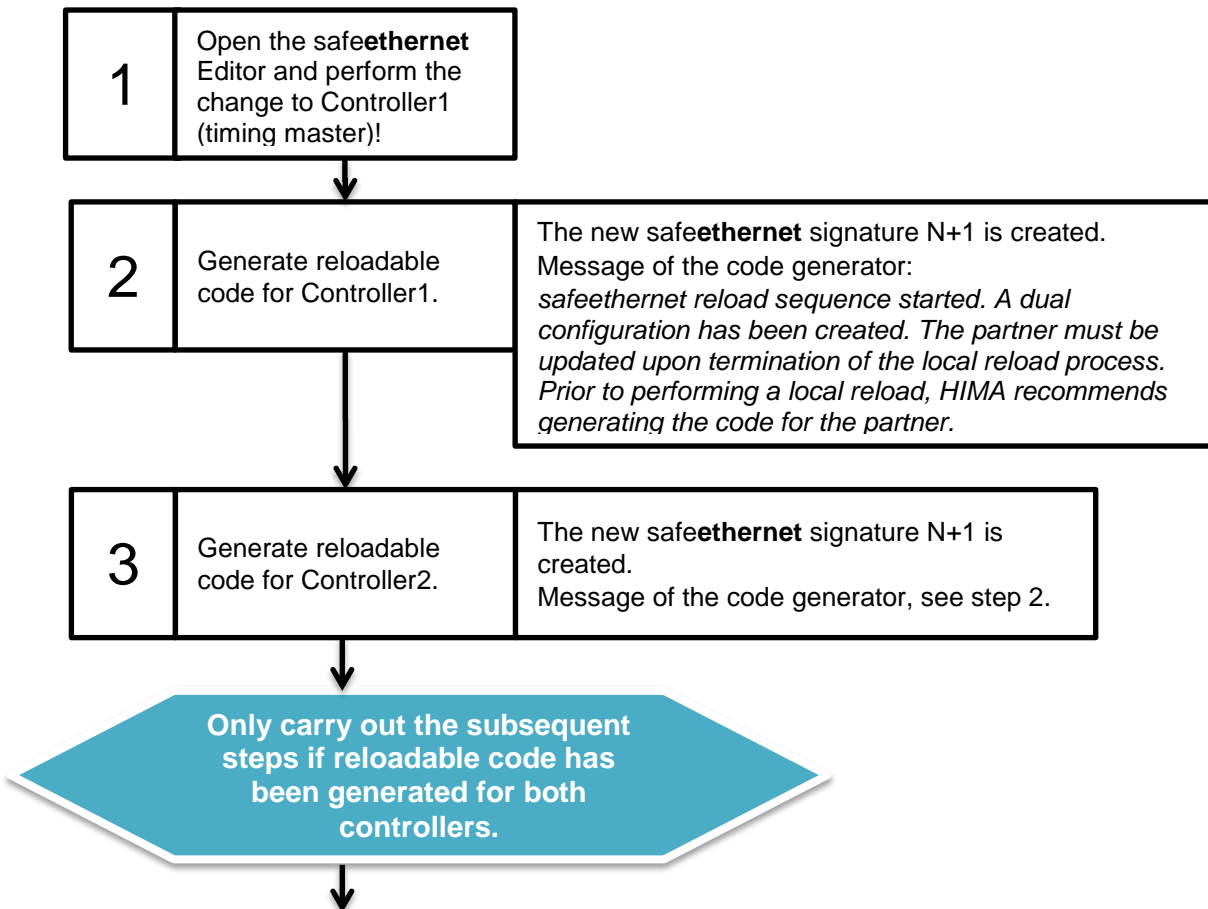 1
Open the safeethernet
Editor and perform the
change to Controller1
(timing master)!
2
Generate reloadable
code for Controller1.
The new safeethernet signature N+1 is created.
Message of the code generator:
safeethernet reload sequence started. A dual
configuration has been created. The partner must be
updated upon termination of the local reload process.
Prior to performing a local reload, HIMA recommends
generating the code for the partner.
3
Generate reloadable
code for Controller2.
The new safeethernet signature N+1 is
created.
Message of the code generator, see step 2.
Only carry out the subsequent
steps if reloadable code has
been generated for both
controllers.